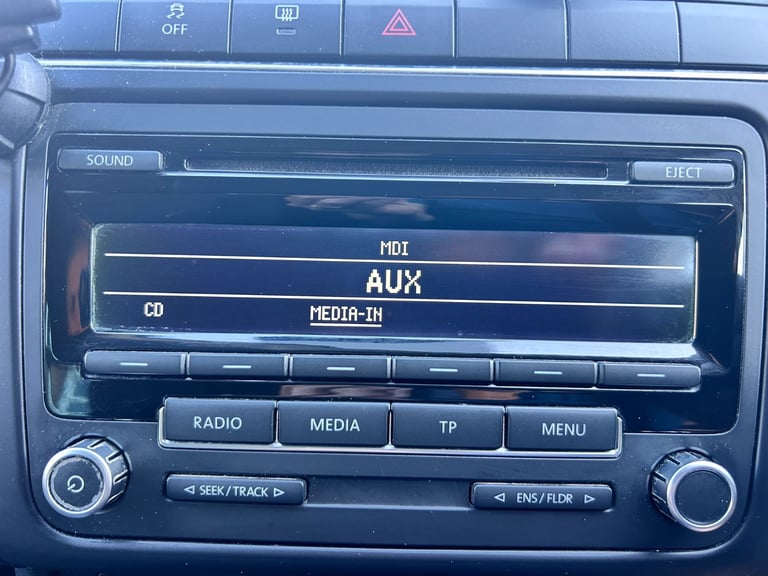 OFF
SOUND
EJECT
MDI
AUX
CD MEDIA-IN
RADIO MEDIA TP MENU
SEEK/TRACK
ENS/FLDR